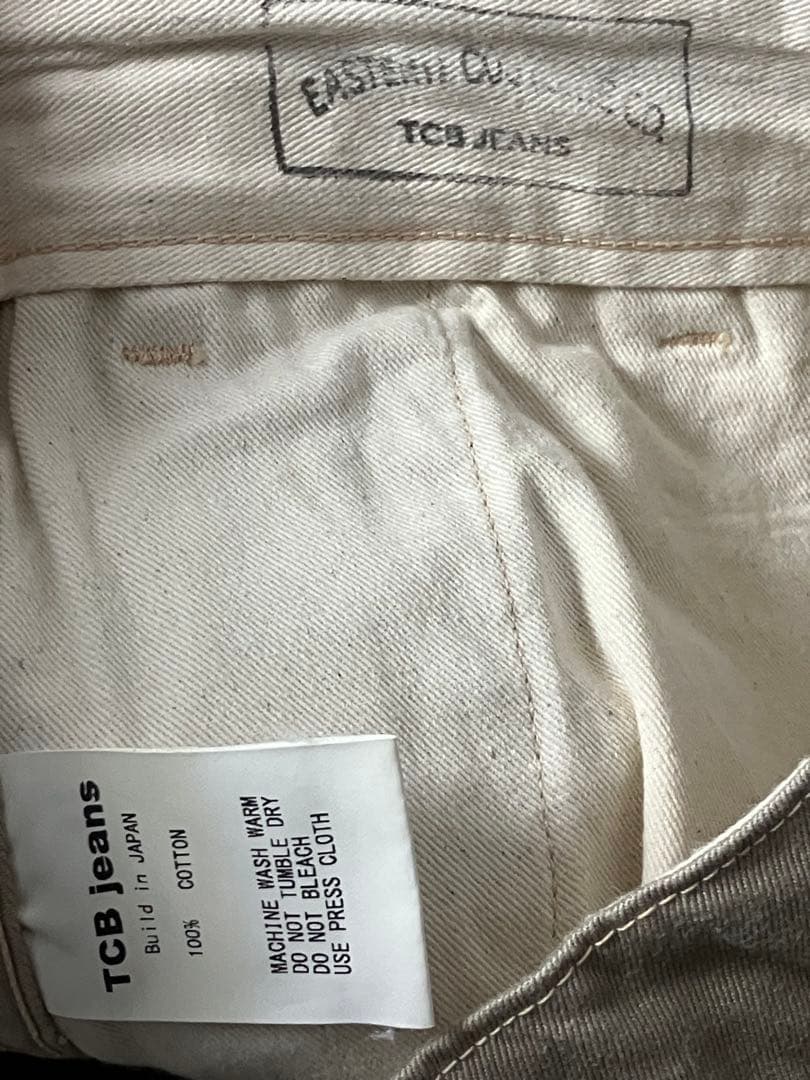 CO
TCB JEANS
TCB jeans
Build in JAPAN
100% COTTON
MACHINE WASH WARM
DO NOT TUMBLE DRY
DO NOT BLEACH
USE PRESS CLOTH